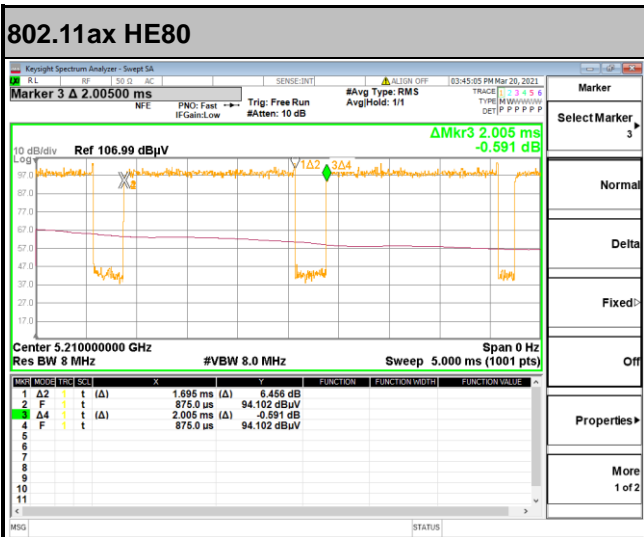 802.11ax HE80
Keysight Spectrum Analyzer - Swept SA
RL RF 50 Ω AC SENSE:INT ALIGN OFF 03:45:05 PM Mar 20, 2021
Marker 3 Δ 2.00500 ms
NFE PNO: Fast Trig: Free Run #Avg Type: RMS TRACE 1 2 3 4 5 6
IFGain:Low #Atten: 10 dB Avg|Hold: 1/1 TYPE MWWWWW
DET P P P P P P
ΔMkr3 2.005 ms
-0.591 dB
10 dB/div Ref 106.99 dBµV
Log
1Δ2 3Δ4
97.0
87.0
77.0
67.0
57.0
47.0
37.0
27.0
17.0
Center 5.210000000 GHz Span 0 Hz
Res BW 8 MHz #VBW 8.0 MHz Sweep 5.000 ms (1001 pts)
MKR MODE TRC SCL X Y FUNCTION FUNCTION WIDTH FUNCTION VALUE
1 Δ2 1 t (Δ) 1.695 ms (Δ) 6.456 dB
2 F 1 t 875.0 µs 94.102 dBµV
3 Δ4 1 t (Δ) 2.005 ms (Δ) -0.591 dB
4 F 1 t 875.0 µs 94.102 dBµV
5
6
7
8
9
10
11
MSG STATUS
Marker
Select Marker
3
Normal
Delta
Fixed
Off
Properties
More
1 of 2